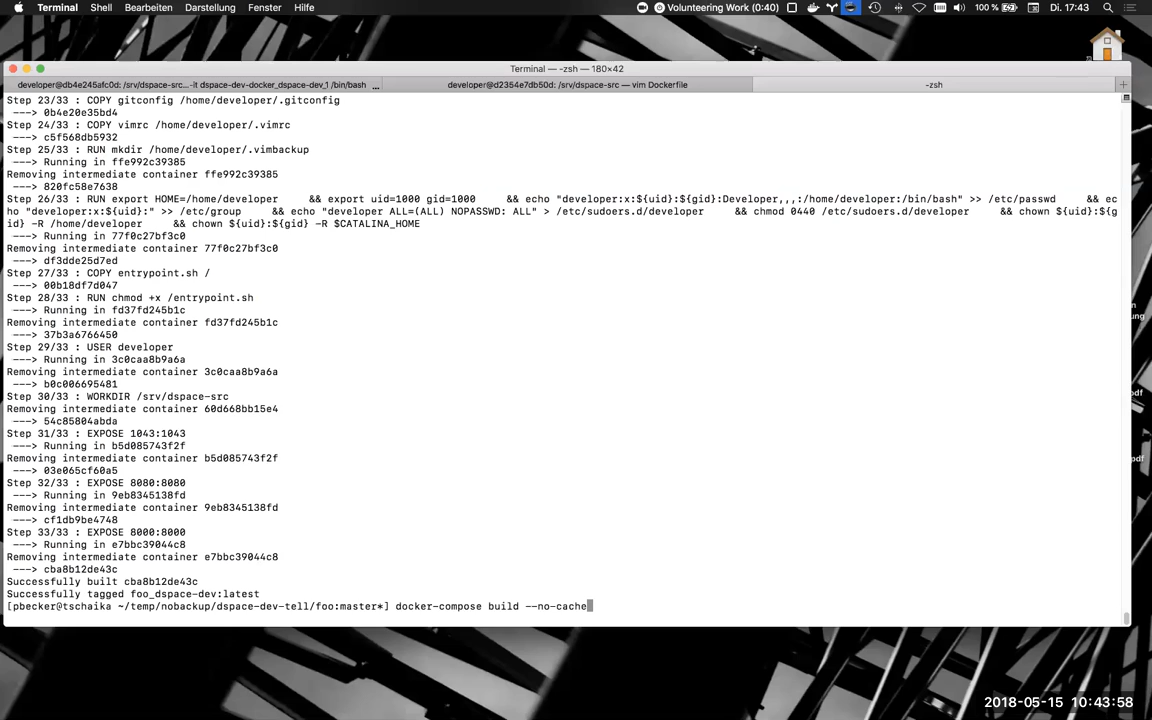 Terminal Shell Bearbeiten Darstellung Fenster Hilfe Volunteering Work (0:40) 100 % Di. 17:43
Terminal — -zsh — 180×42
developer@db4e245afc0d: /srv/dspace-src...-it dspace-dev-docker_dspace-dev_1 /bin/bash ... developer@d2354e7db50d: /srv/dspace-src — vim Dockerfile -zsh
Step 23/33 : COPY gitconfig /home/developer/.gitconfig
---> 0b4e20e35bd4
Step 24/33 : COPY vimrc /home/developer/.vimrc
---> c5f568db5932
Step 25/33 : RUN mkdir /home/developer/.vimbackup
---> Running in ffe992c39385
Removing intermediate container ffe992c39385
---> 820fc58e7638
Step 26/33 : RUN export HOME=/home/developer && export uid=1000 gid=1000 && echo "developer:x:${uid}:${gid}:Developer,,,:/home/developer:/bin/bash" >> /etc/passwd && ec
ho "developer:x:${uid}:" >> /etc/group && echo "developer ALL=(ALL) NOPASSWD: ALL" > /etc/sudoers.d/developer && chmod 0440 /etc/sudoers.d/developer && chown ${uid}:${g
id} -R /home/developer && chown ${uid}:${gid} -R $CATALINA_HOME
---> Running in 77f0c27bf3c0
Removing intermediate container 77f0c27bf3c0
---> df3dde25d7ed
Step 27/33 : COPY entrypoint.sh /
---> 00b18df7d047
Step 28/33 : RUN chmod +x /entrypoint.sh
---> Running in fd37fd245b1c
Removing intermediate container fd37fd245b1c
---> 37b3a6766450
Step 29/33 : USER developer
---> Running in 3c0caa8b9a6a
Removing intermediate container 3c0caa8b9a6a
---> b0c006695481
Step 30/33 : WORKDIR /srv/dspace-src
Removing intermediate container 60d668bb15e4
---> 54c85804abda
Step 31/33 : EXPOSE 1043:1043
---> Running in b5d085743f2f
Removing intermediate container b5d085743f2f
---> 03e065cf60a5
Step 32/33 : EXPOSE 8080:8080
---> Running in 9eb8345138fd
Removing intermediate container 9eb8345138fd
---> cf1db9be4748
Step 33/33 : EXPOSE 8000:8000
---> Running in e7bbc39044c8
Removing intermediate container e7bbc39044c8
---> cba8b12de43c
Successfully built cba8b12de43c
Successfully tagged foo_dspace-dev:latest
[pbecker@tschaika ~/temp/nobackup/dspace-dev-tell/foo:master*] docker-compose build --no-cache
2018-05-15 10:43:58